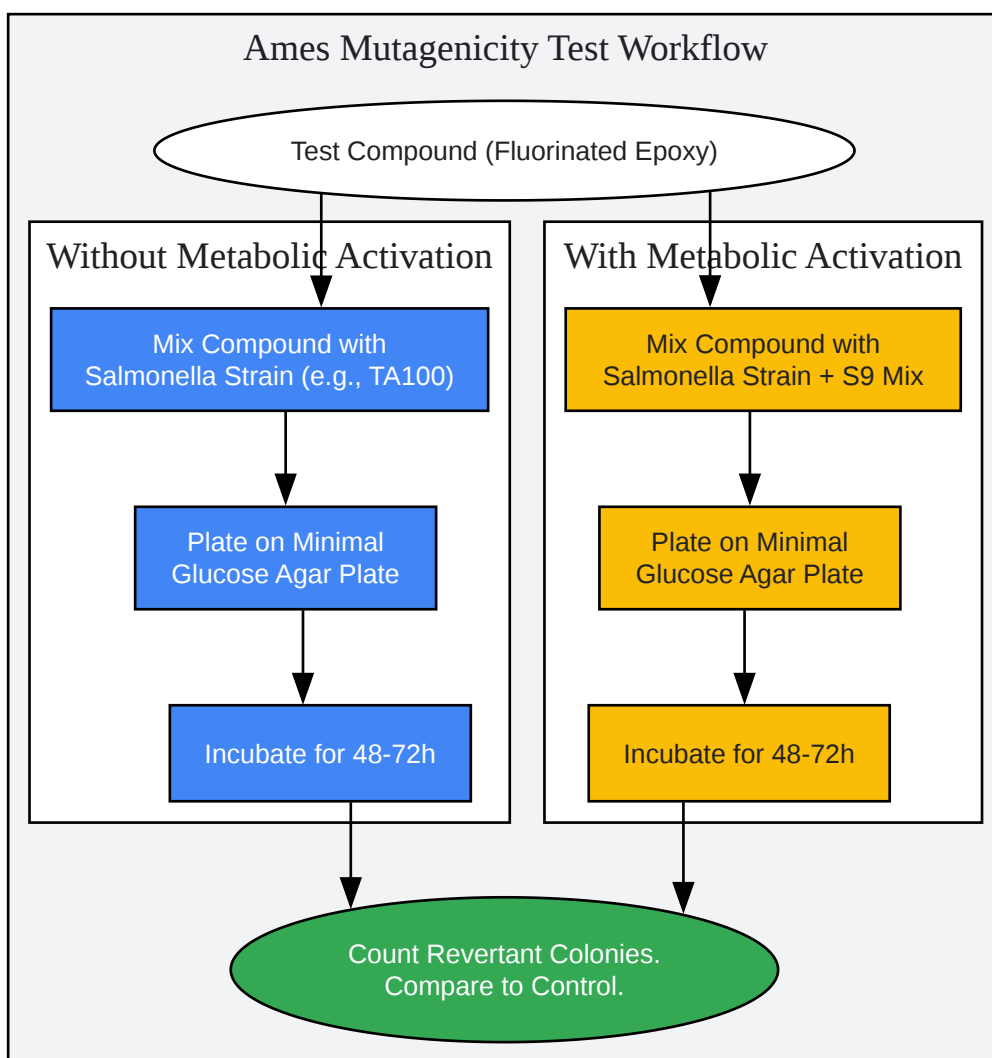 Ames Mutagenicity Test Workflow
Test Compound (Fluorinated Epoxy)
Without Metabolic Activation
Mix Compound with
Salmonella Strain (e.g., TA100)
Plate on Minimal
Glucose Agar Plate
Incubate for 48-72h
With Metabolic Activation
Mix Compound with
Salmonella Strain + S9 Mix
Plate on Minimal
Glucose Agar Plate
Incubate for 48-72h
Count Revertant Colonies.
Compare to Control.